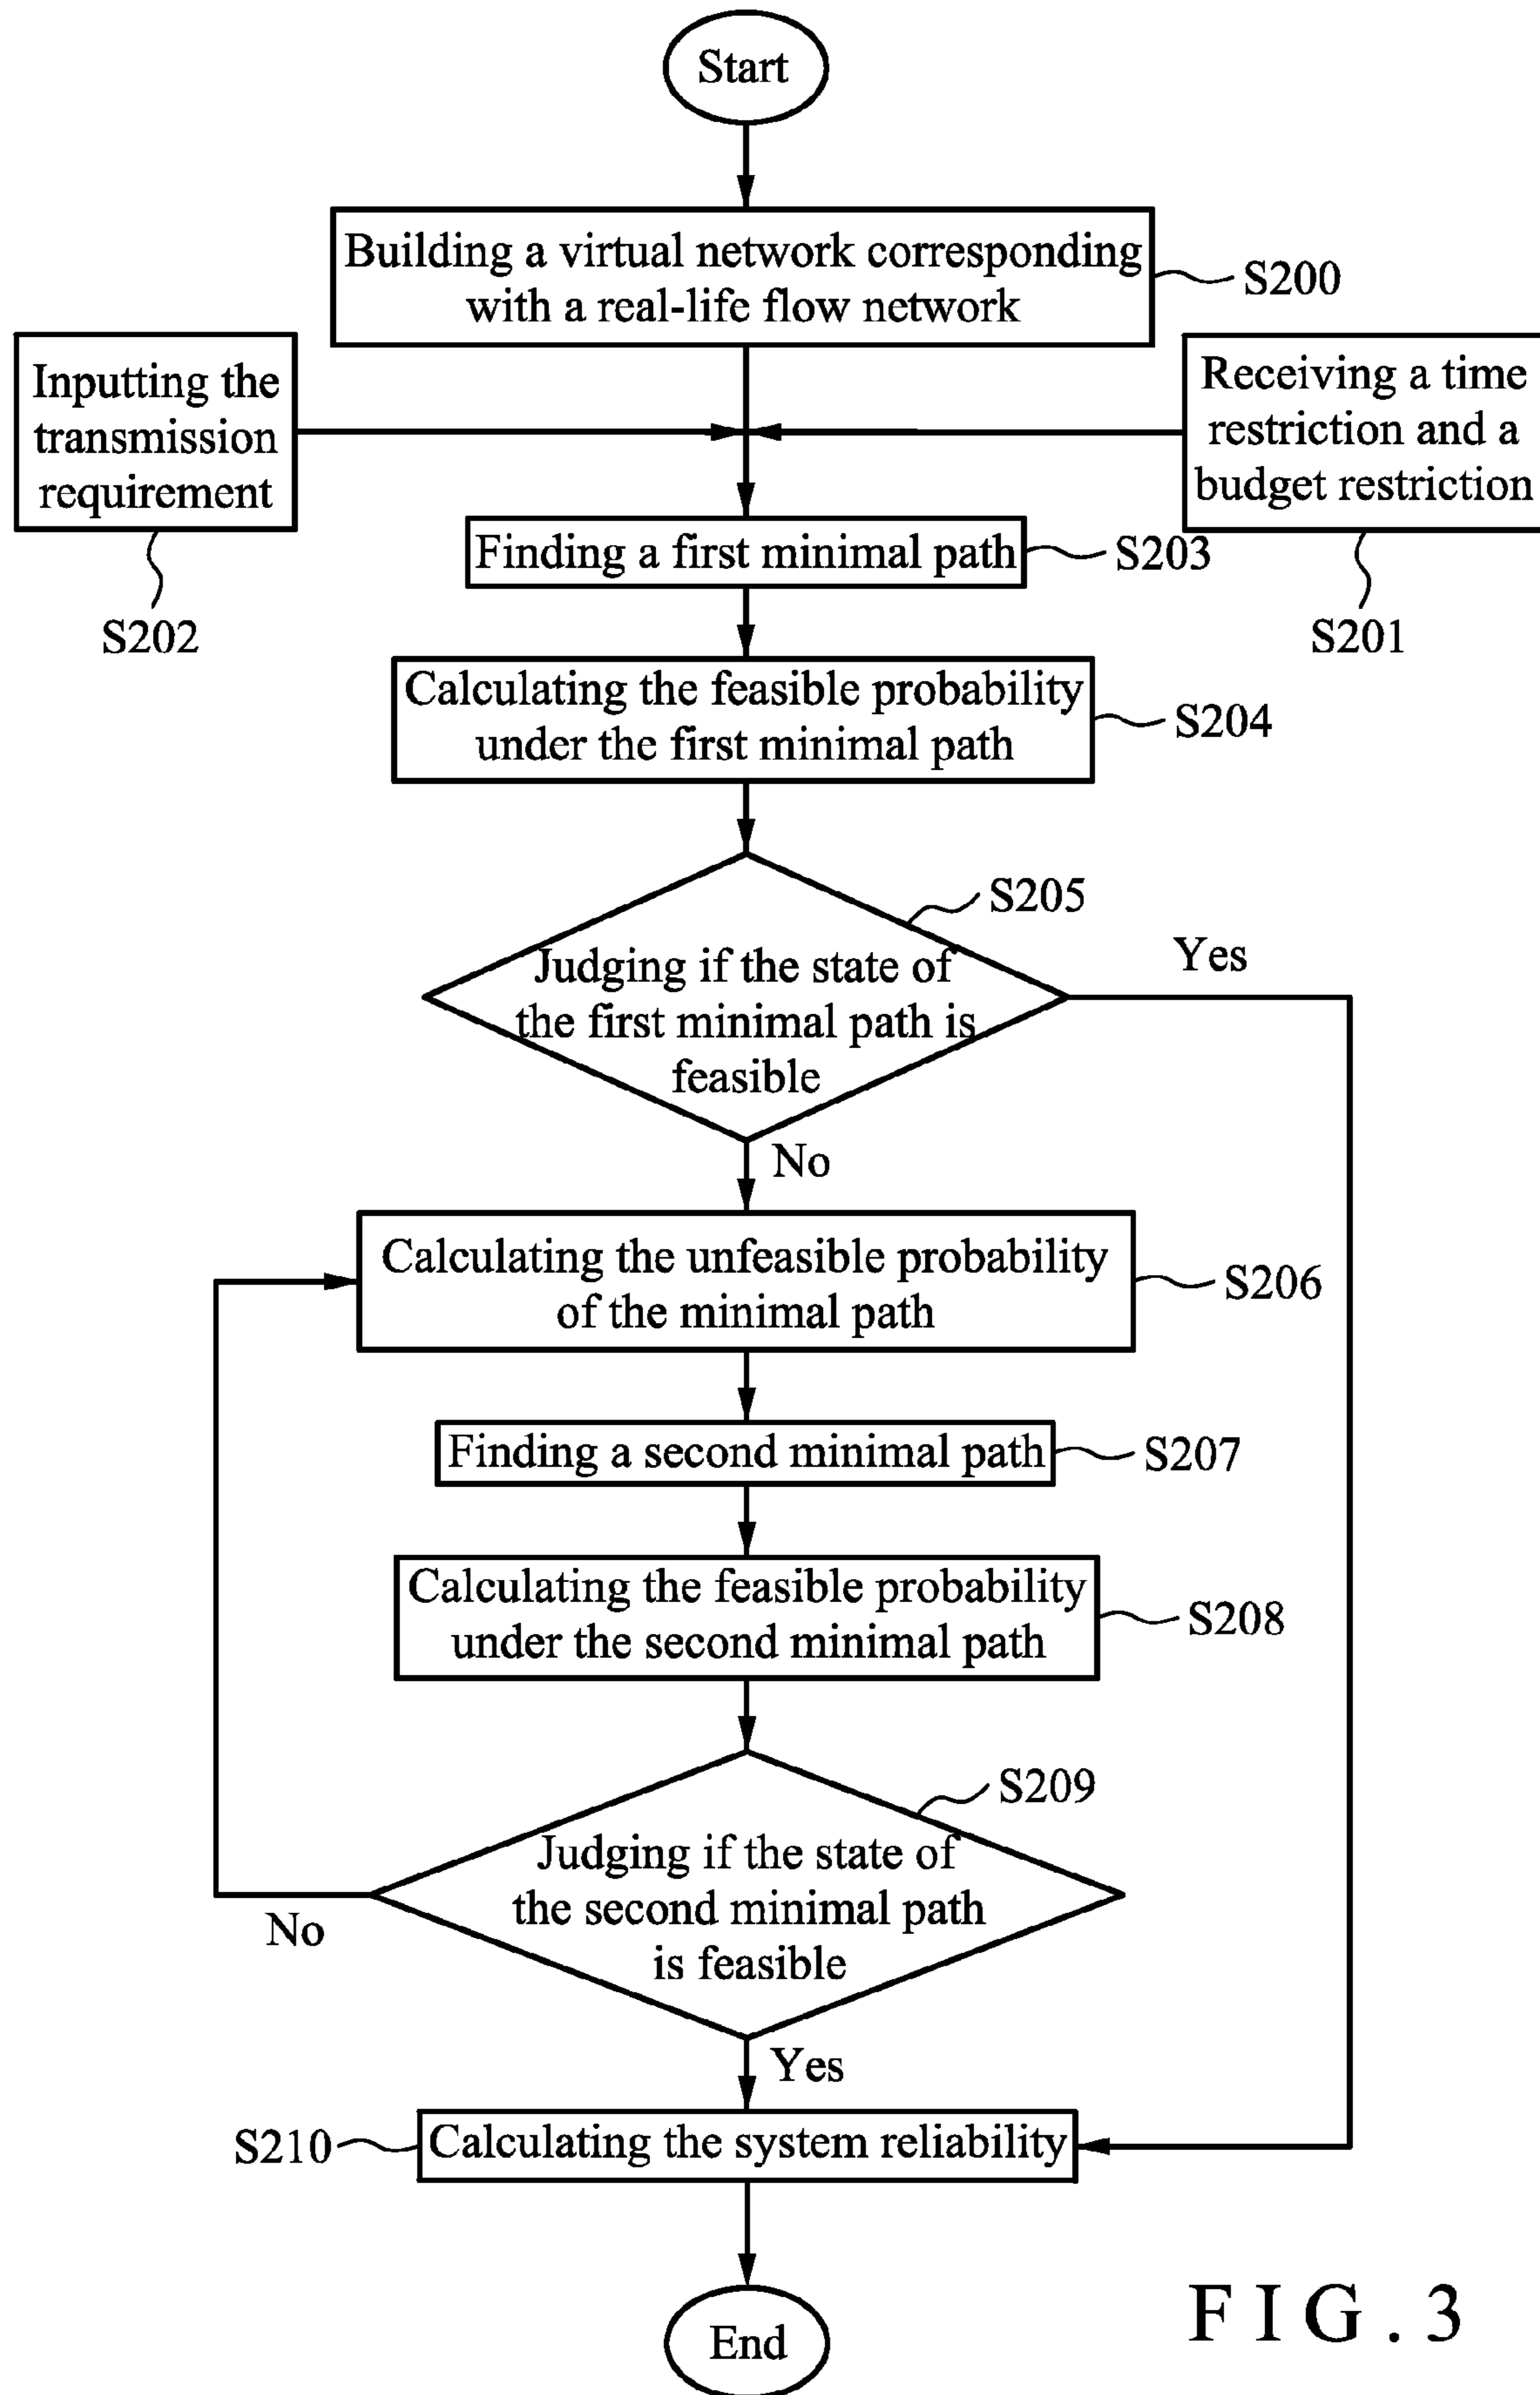 Start
Building a virtual network corresponding
with a real-life flow network
S200
Inputting the
transmission
requirement
S202
Receiving a time
restriction and a
budget restriction
S201
Finding a first minimal path
S203
Calculating the feasible probability
under the first minimal path
S204
S205
Judging if the state of
the first minimal path is
feasible
Yes
No
Calculating the unfeasible probability
of the minimal path
S206
Finding a second minimal path
S207
Calculating the feasible probability
under the second minimal path
S208
S209
Judging if the state of
the second minimal path
is feasible
No
Yes
S210
Calculating the system reliability
End
FIG.3